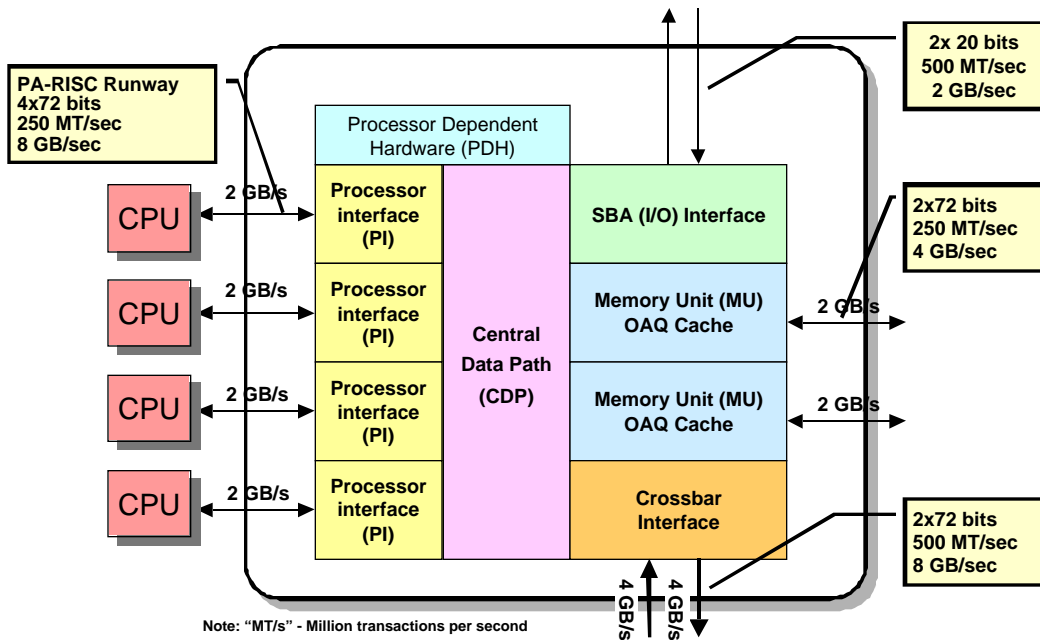 2x 20 bits
500 MT/sec
2 GB/sec
PA-RISC Runway
4x72 bits
250 MT/sec
8 GB/sec
Processor Dependent
Hardware (PDH)
CPU
2 GB/s
Processor
interface
(PI)
SBA (I/O) Interface
2x72 bits
250 MT/sec
4 GB/sec
CPU
2 GB/s
Processor
interface
(PI)
Central
Data Path
(CDP)
Memory Unit (MU)
OAQ Cache
2 GB/s
CPU
2 GB/s
Processor
interface
(PI)
Memory Unit (MU)
OAQ Cache
2 GB/s
CPU
2 GB/s
Processor
interface
(PI)
Crossbar
Interface
2x72 bits
500 MT/sec
8 GB/sec
4 GB/s
4 GB/s
Note: “MT/s” - Million transactions per second